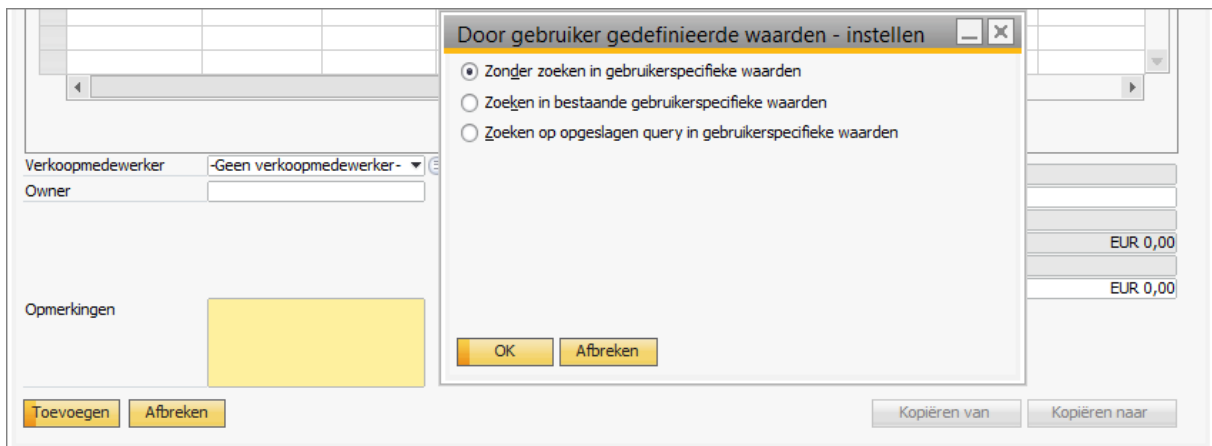 Door gebruiker gedefinieerde waarden - instellen
Zonder zoeken in gebruikerspecifieke waarden
Zoeken in bestaande gebruikerspecifieke waarden
Zoeken op opgeslagen query in gebruikerspecifieke waarden
Verkoopmedewerker
-Geen verkoopmedewerker-
Owner
EUR 0,00
EUR 0,00
Opmerkingen
OK
Afbreken
Toevoegen
Afbreken
Kopiëren van
Kopiëren naar